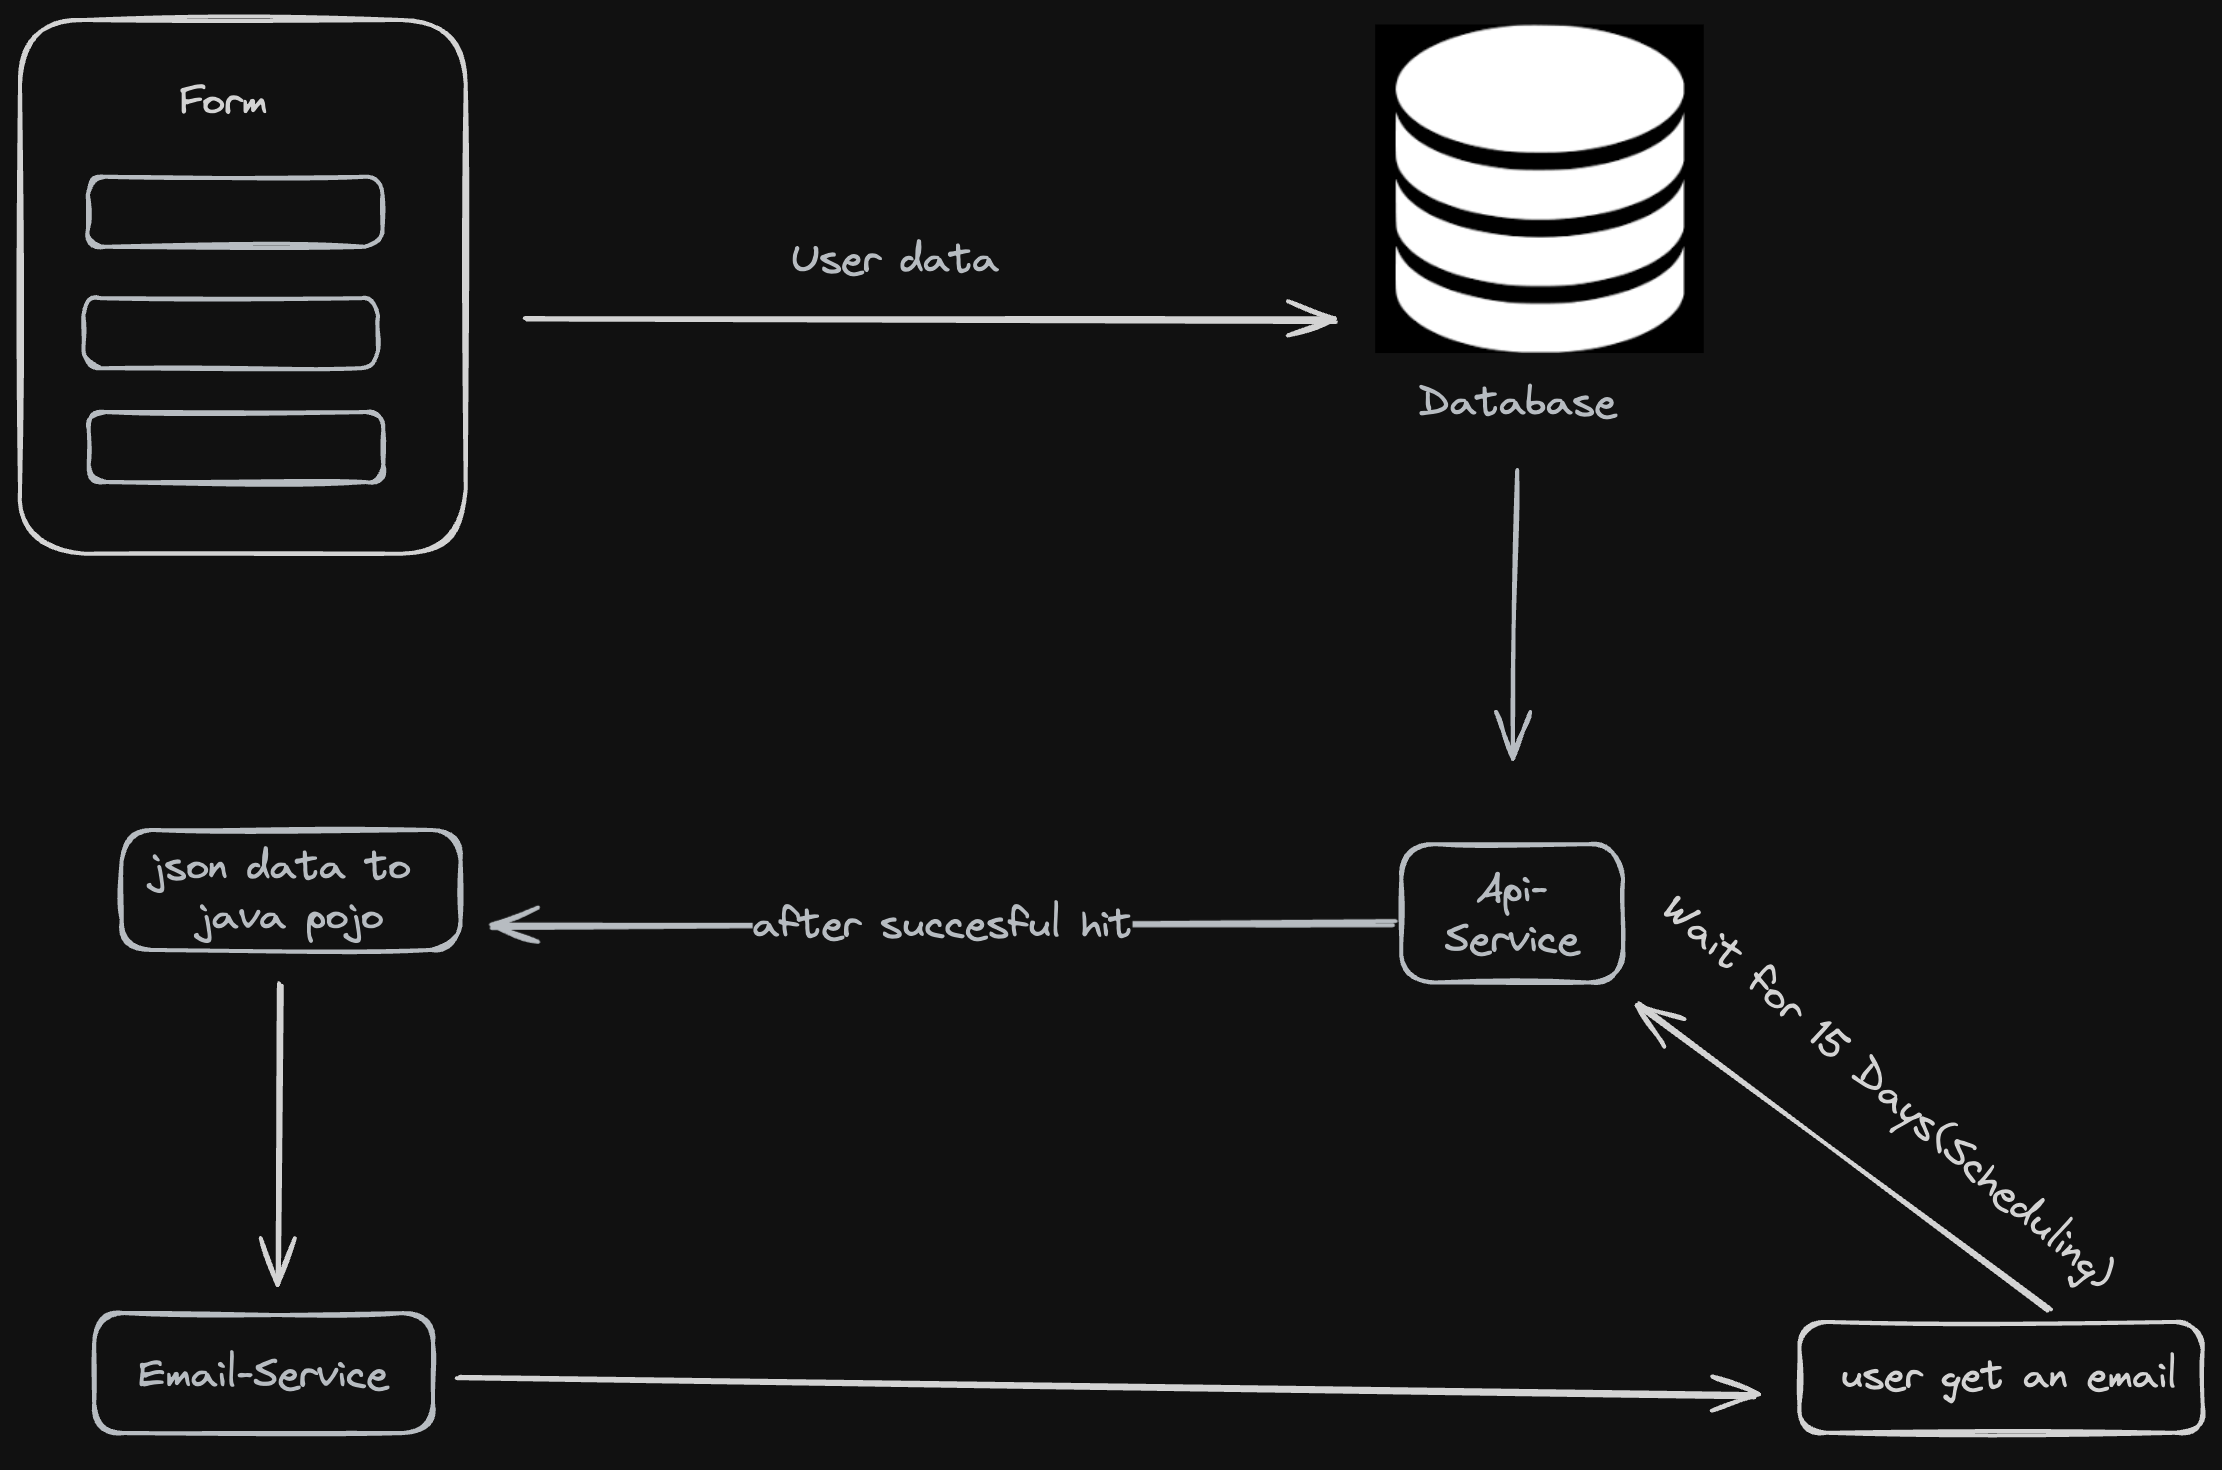 Form
User data
Database
json data to
java pojo
after succesful hit
Api-
Service
Wait for 15 Days(Scheduling)
Email-Service
user get an email